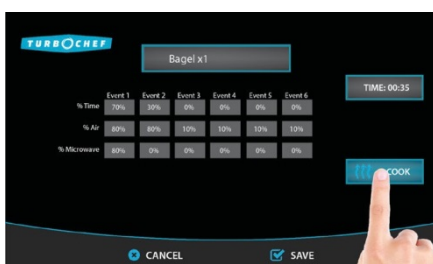 TURBOCHEF
Bagel x1
TIME: 00:35
Event 1 Event 2 Event 3 Event 4 Event 5 Event 6
% Time 70% 30% 0% 0% 0% 0%
% Air 80% 80% 10% 10% 10% 10%
% Microwave 80% 0% 0% 0% 0% 0%
COOK
CANCEL SAVE